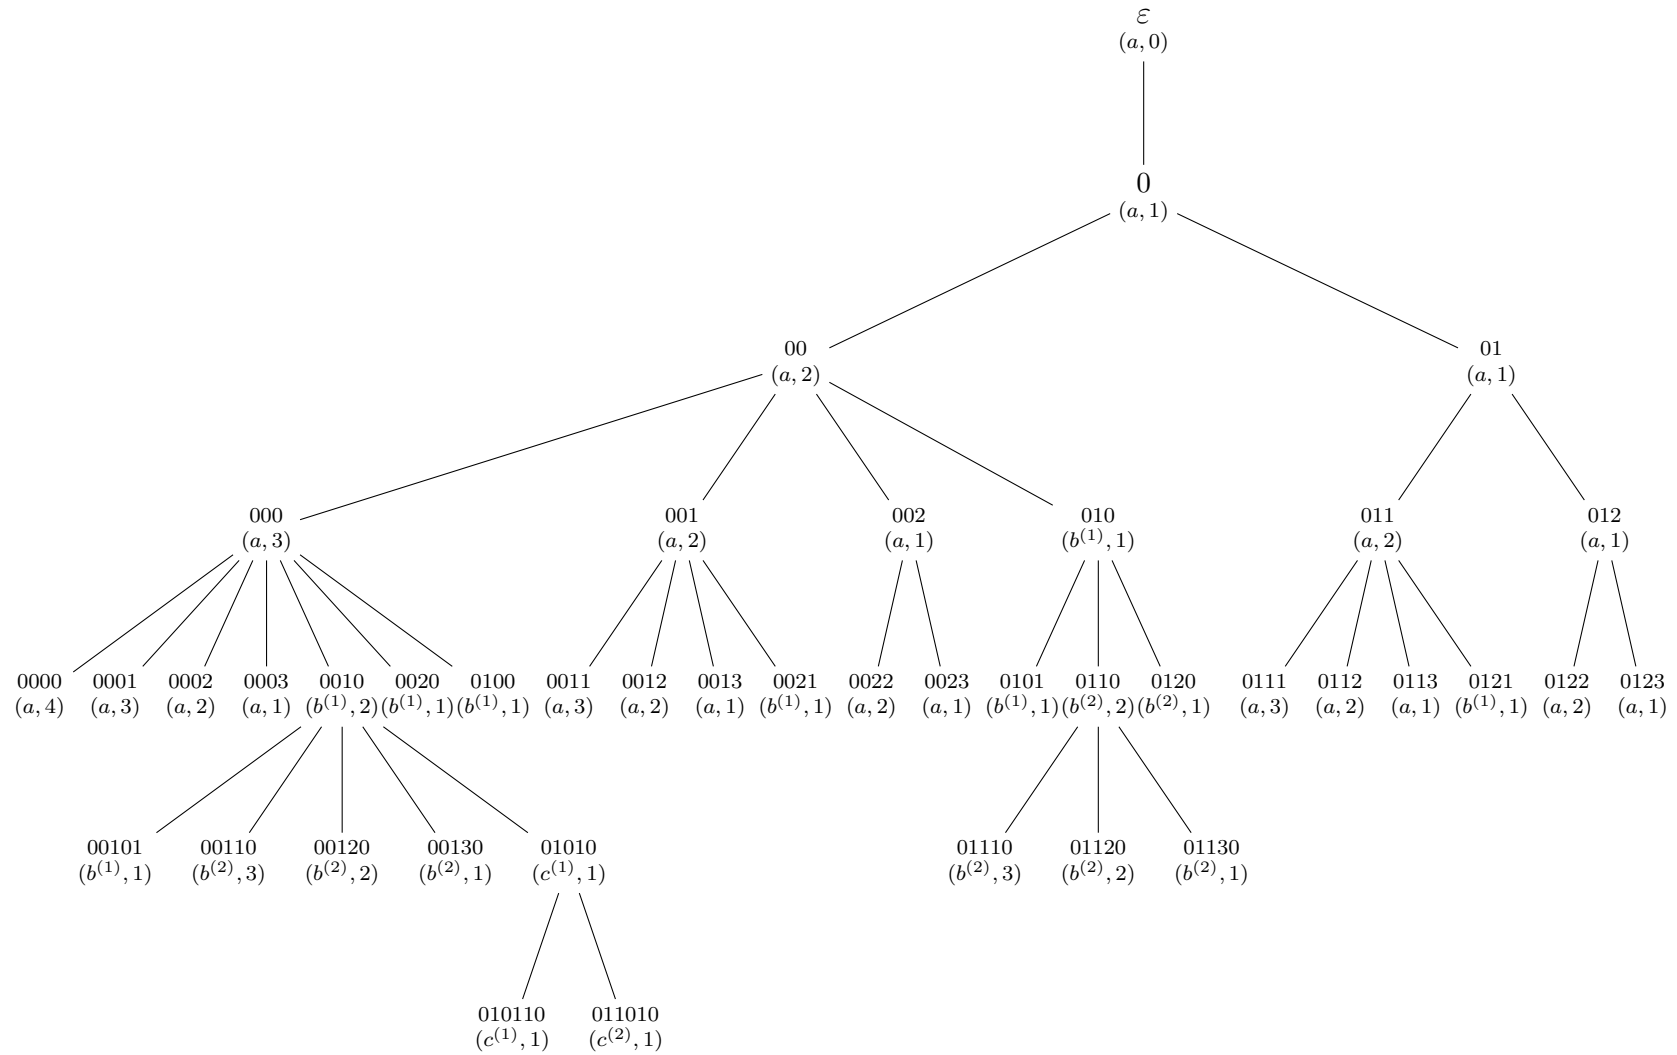 ε
(a, 0)
0
(a, 1)
00 01
(a, 2) (a, 1)
000 001 002 010 011 012
(a, 3) (a, 2) (a, 1) (b^{(1)}, 1) (a, 2) (a, 1)
0000 0001 0002 0003 0010 0020 0100 0011 0012 0013 0021 0022 0023 0101 0110 0120 0111 0112 0113 0121 0122 0123
(a, 4) (a, 3) (a, 2) (a, 1) (b^{(1)}, 2) (b^{(1)}, 1) (b^{(1)}, 1) (a, 3) (a, 2) (a, 1) (b^{(1)}, 1) (a, 2) (a, 1) (b^{(1)}, 1) (b^{(2)}, 2) (b^{(2)}, 1) (a, 3) (a, 2) (a, 1) (b^{(1)}, 1) (a, 2) (a, 1)
00101 00110 00120 00130 01010 01110 01120 01130
(b^{(1)}, 1) (b^{(2)}, 3) (b^{(2)}, 2) (b^{(2)}, 1) (c^{(1)}, 1) (b^{(2)}, 3) (b^{(2)}, 2) (b^{(2)}, 1)
010110 011010
(c^{(1)}, 1) (c^{(2)}, 1)